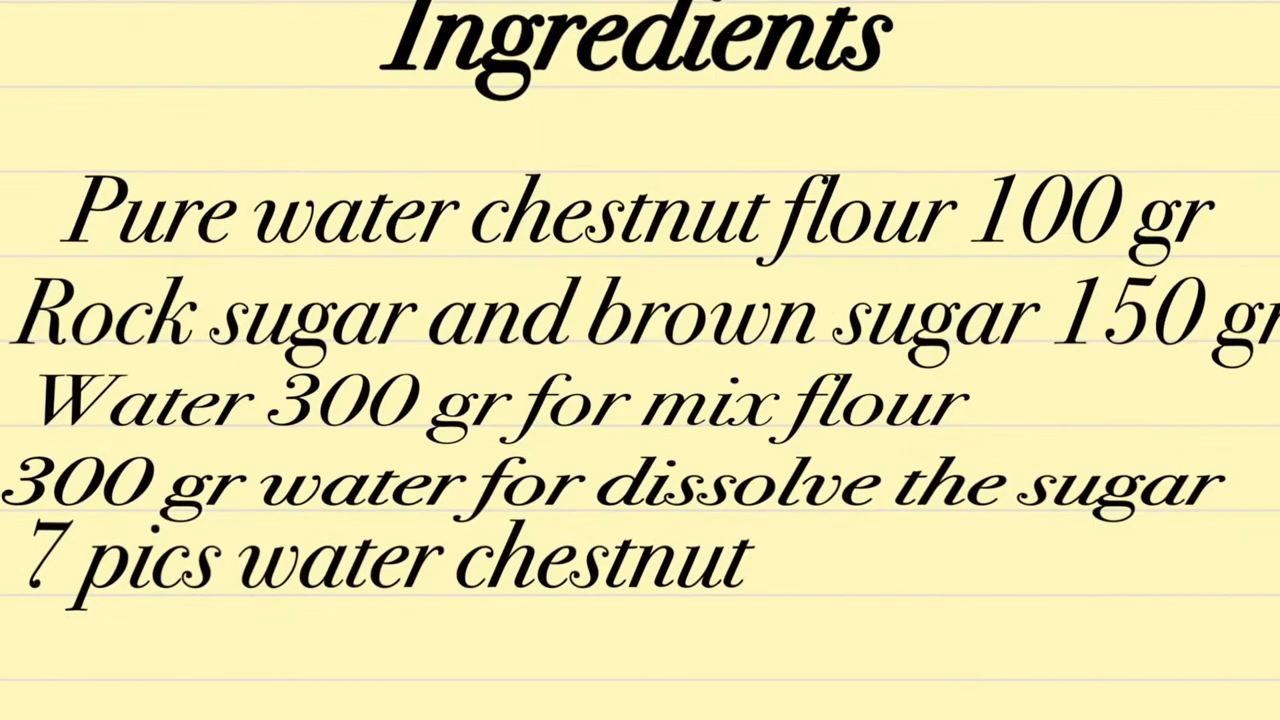 Ingredients
Pure water chestnut flour 100 gr
Rock sugar and brown sugar 150 gr
Water 300 gr for mix flour
300 gr water for dissolve the sugar
7 pics water chestnut